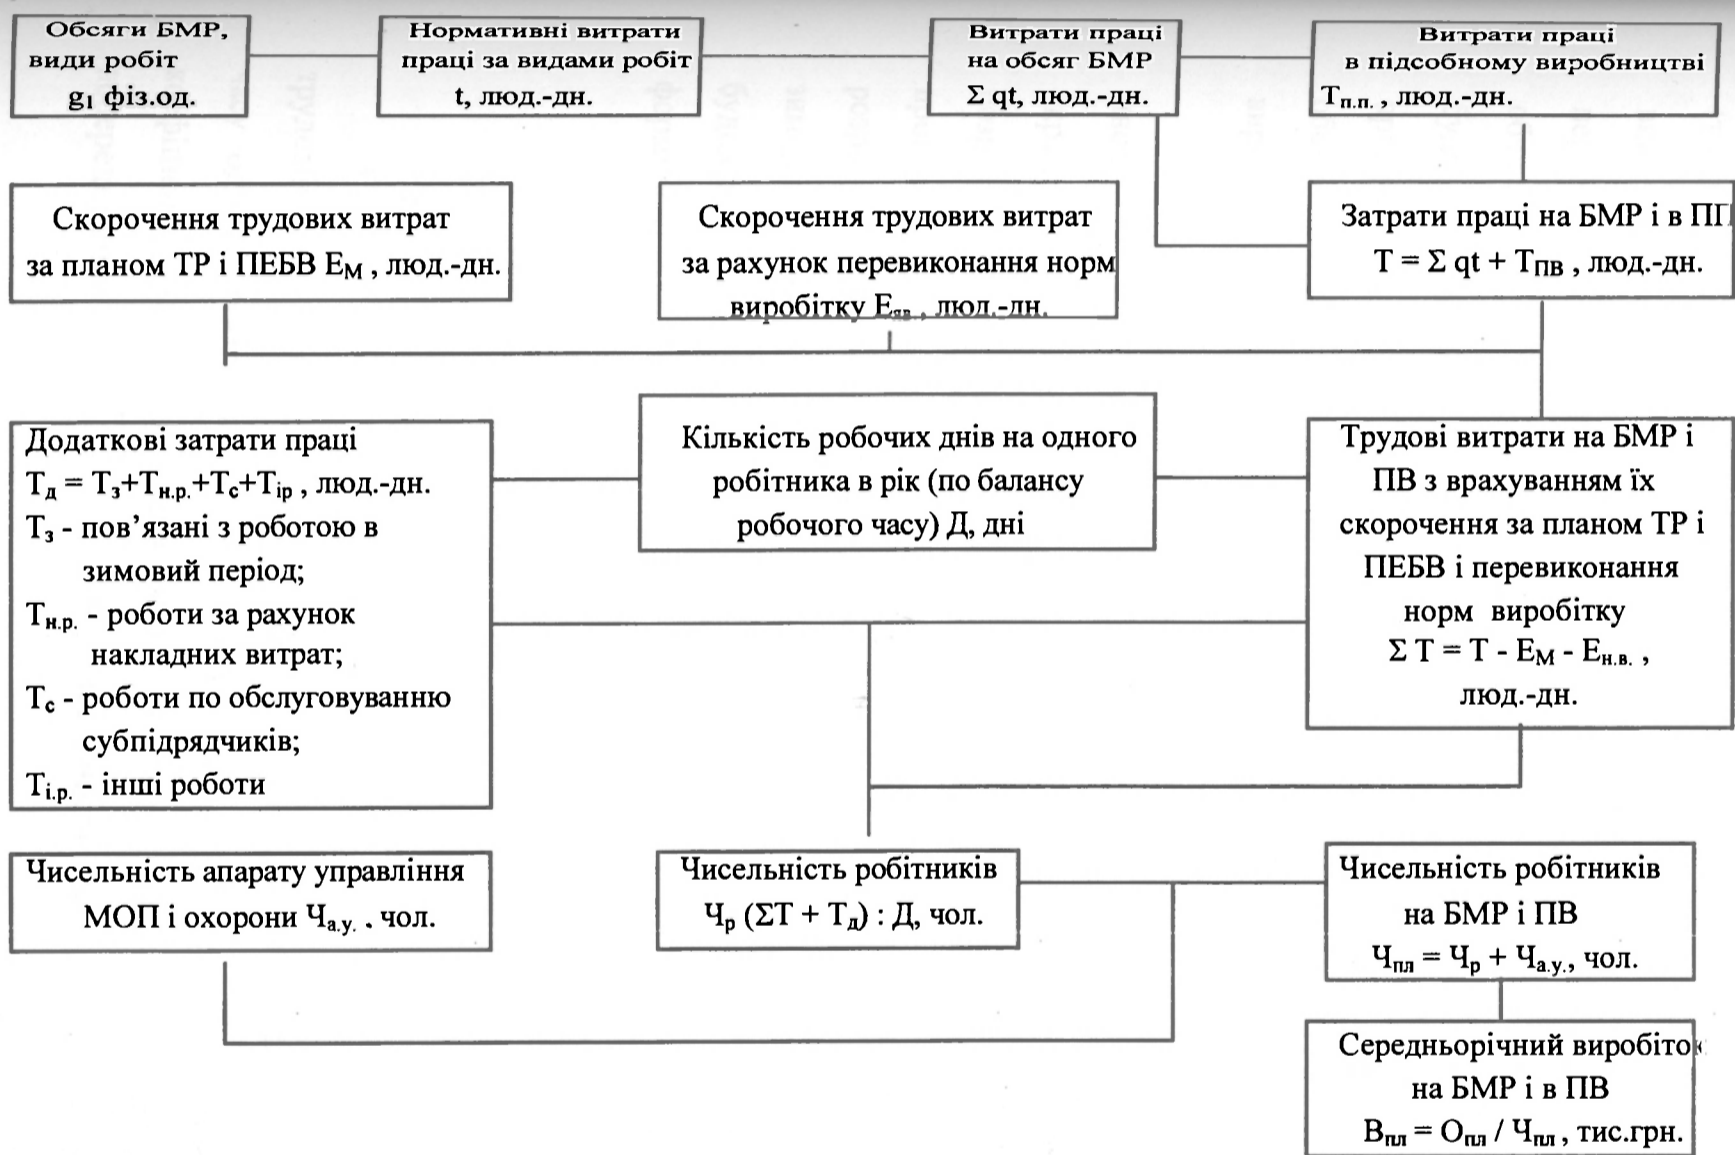 Обсяги БМР,
види робіт
g₁ фіз.од.
Нормативні витрати
праці за видами робіт
t, люд.-дн.
Витрати праці
на обсяг БМР
Σ qt, люд.-дн.
Витрати праці
в підсобному виробництві
Тп.п. , люд.-дн.
Скорочення трудових витрат
за планом ТР і ПЕБВ ЕМ , люд.-дн.
Скорочення трудових витрат
за рахунок перевиконання норм
виробітку , люд.-дн.
Затрати праці на БМР і в
Т = Σ qt + ТПВ , люд.-дн.
Додаткові затрати праці
Тд = Тз+Тн.р.+Тс+Тір , люд.-дн.
Тз - пов’язані з роботою в
зимовий період;
Тн.р. - роботи за рахунок
накладних витрат;
Тс - роботи по обслуговуванню
субпідрядчиків;
Ті.р. - інші роботи
Кількість робочих днів на одного
робітника в рік (по балансу
робочого часу) Д, дні
Трудові витрати на БМР і
ПВ з врахуванням їх
скорочення за планом ТР і
ПЕБВ і перевиконання
норм виробітку
Σ Т = Т - ЕМ - Ен.в. ,
люд.-дн.
Чисельність апарату управління
МОП і охорони Ча.у. . чол.
Чисельність робітників
Чр (ΣТ + Тд) : Д, чол.
Чисельність робітників
на БМР і ПВ
Чпл = Чр + Ча.у., чол.
Середньорічний виробіто
на БМР і в ПВ
Впл = Опл / Чпл , тис.грн.